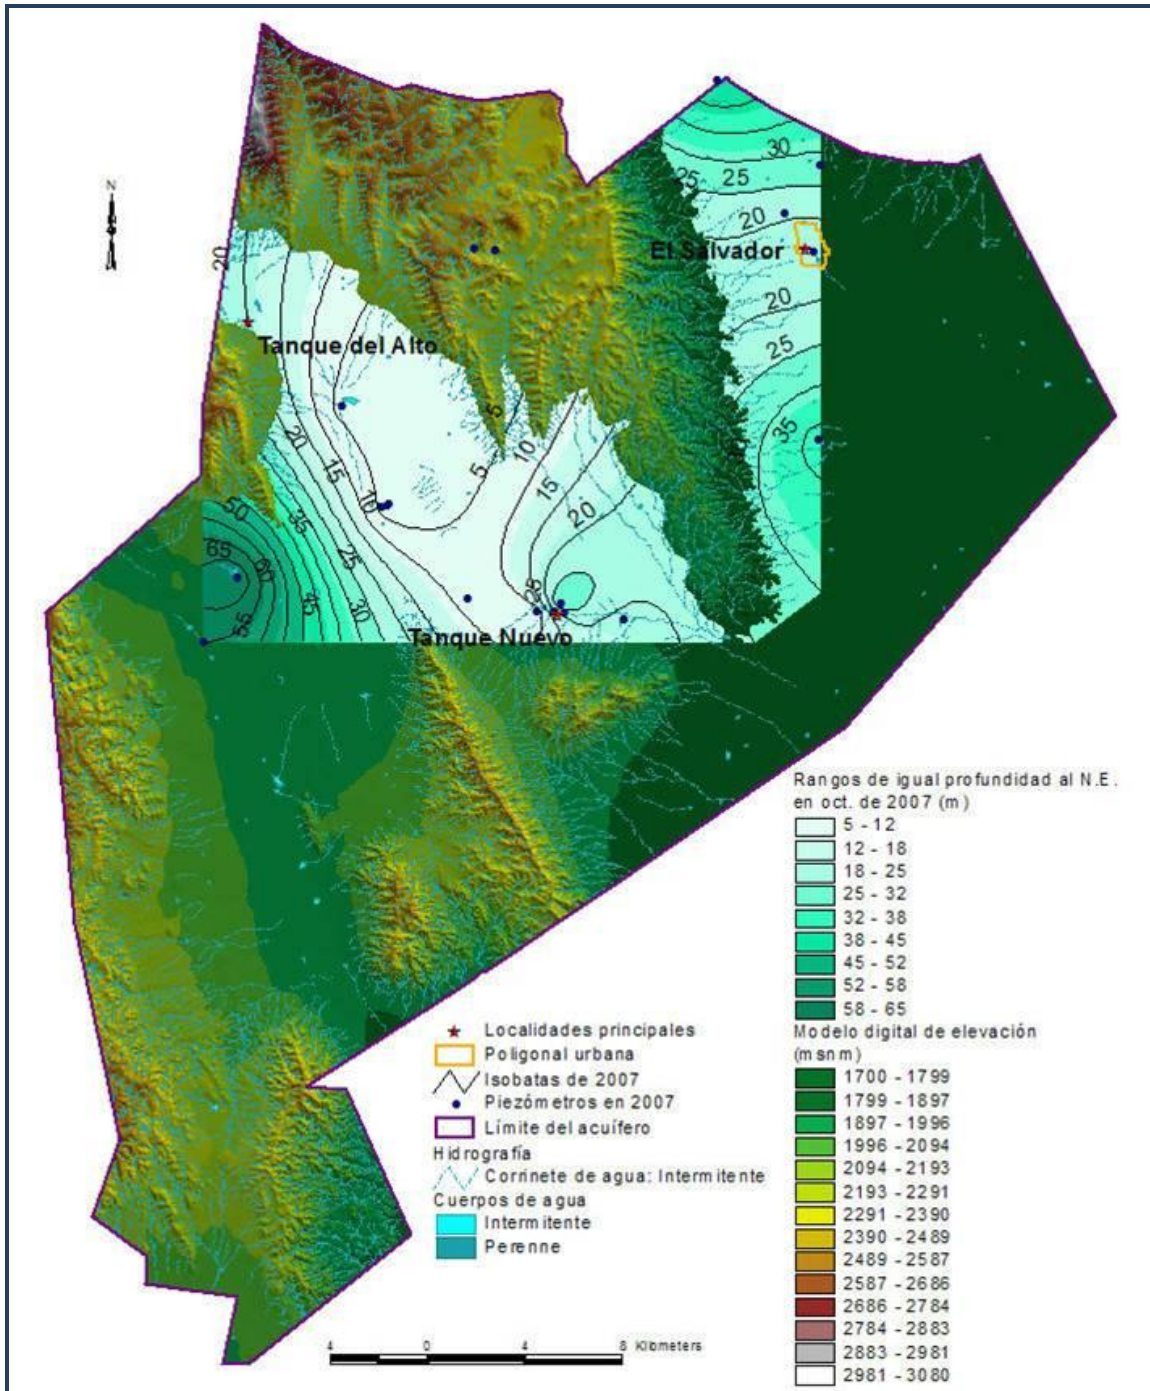 N
30
25
25
20
20
El Salvador
20
Tanque del Alto
25
5
35
20
10
15
5
15
10
20
50
35
65
25
60
25
45
30
55
Tanque Nuevo
Rangos de igual profundidad al N.E.
en oct. de 2007 (m)
5 - 12
12 - 18
18 - 25
25 - 32
32 - 38
38 - 45
45 - 52
52 - 58
58 - 65
Localidades principales
Poligonal urbana
Isobatas de 2007
Piezómetros en 2007
Límite del acuífero
Hidrografía
Corrinete de agua: Intermitente
Cuerpos de agua
Intermitente
Perenne
Modelo digital de elevación
(msnm)
1700 - 1799
1799 - 1897
1897 - 1996
1996 - 2094
2094 - 2193
2193 - 2291
2291 - 2390
2390 - 2489
2489 - 2587
2587 - 2686
2686 - 2784
2784 - 2883
2883 - 2981
2981 - 3080
4 0 4 8 Kilometers